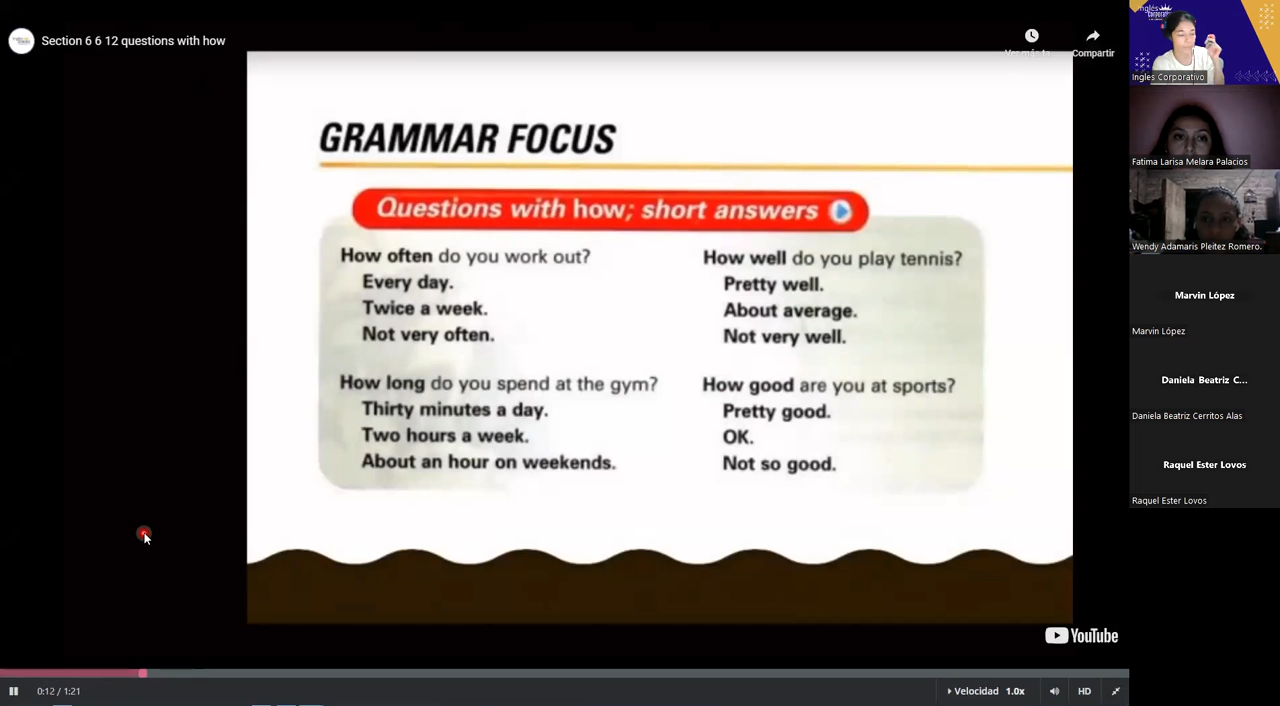 Section 6 6 12 questions with how
Compartir
GRAMMAR FOCUS
Questions with how; short answers
How often do you work out?
Every day.
Twice a week.
Not very often.
How long do you spend at the gym?
Thirty minutes a day.
Two hours a week.
About an hour on weekends.
How well do you play tennis?
Pretty well.
About average.
Not very well.
How good are you at sports?
Pretty good.
OK.
Not so good.
YouTube
0:12 / 1:21
Velocidad 1.0x
HD
Ingles Corporativo
Fatima Larisa Melara Palacios
Wendy Adamaris Pleitez Romero.
Marvin López
Marvin López
Daniela Beatriz C...
Daniela Beatriz Cerritos Alas
Raquel Ester Lovos
Raquel Ester Lovos